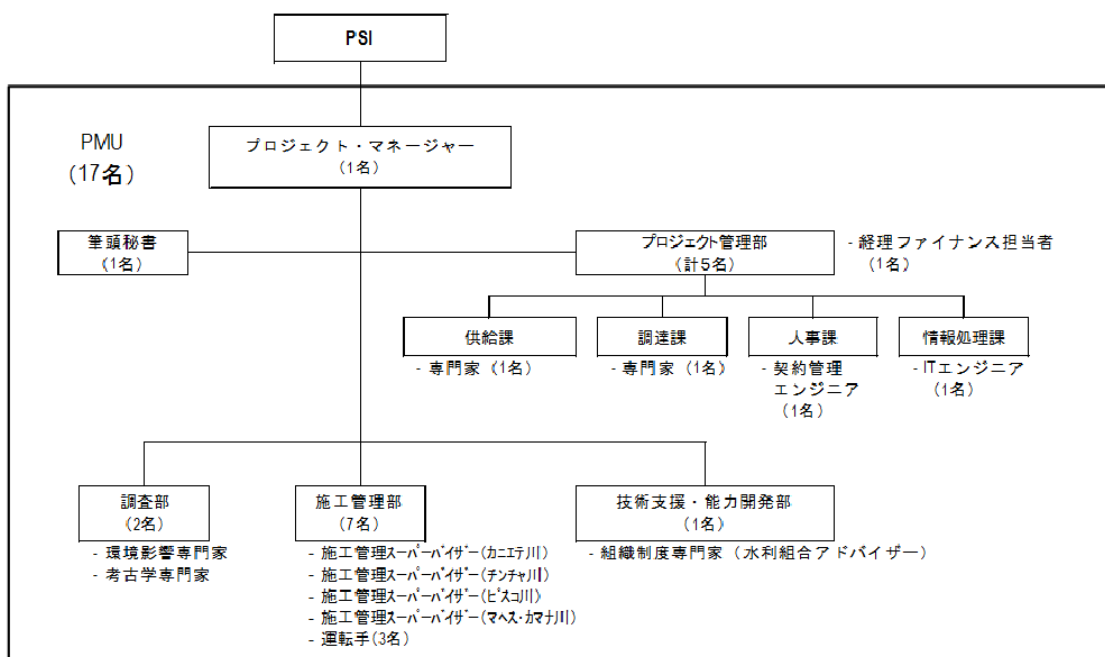 PSI
PMU
(17名)
プロジェクト・マネージャー
(1名)
筆頭秘書
(1名)
プロジェクト管理部
(計5名)
- 経理ファイナンス担当者
(1名)
供給課
- 専門家 (1名)
調達課
- 専門家 (1名)
人事課
- 契約管理
エンジニア
(1名)
情報処理課
- ITエンジニア
(1名)
調査部
(2名)
- 環境影響専門家
- 考古学専門家
施工管理部
(7名)
- 施工管理スーパーバイザー(カニエテ川)
- 施工管理スーパーバイザー(チンチャ川)
- 施工管理スーパーバイザー(ピスコ川)
- 施工管理スーパーバイザー(マヘス・カマナ川)
- 運転手(3名)
技術支援・能力開発部
(1名)
- 組織制度専門家 (水利組合アドバイザー)